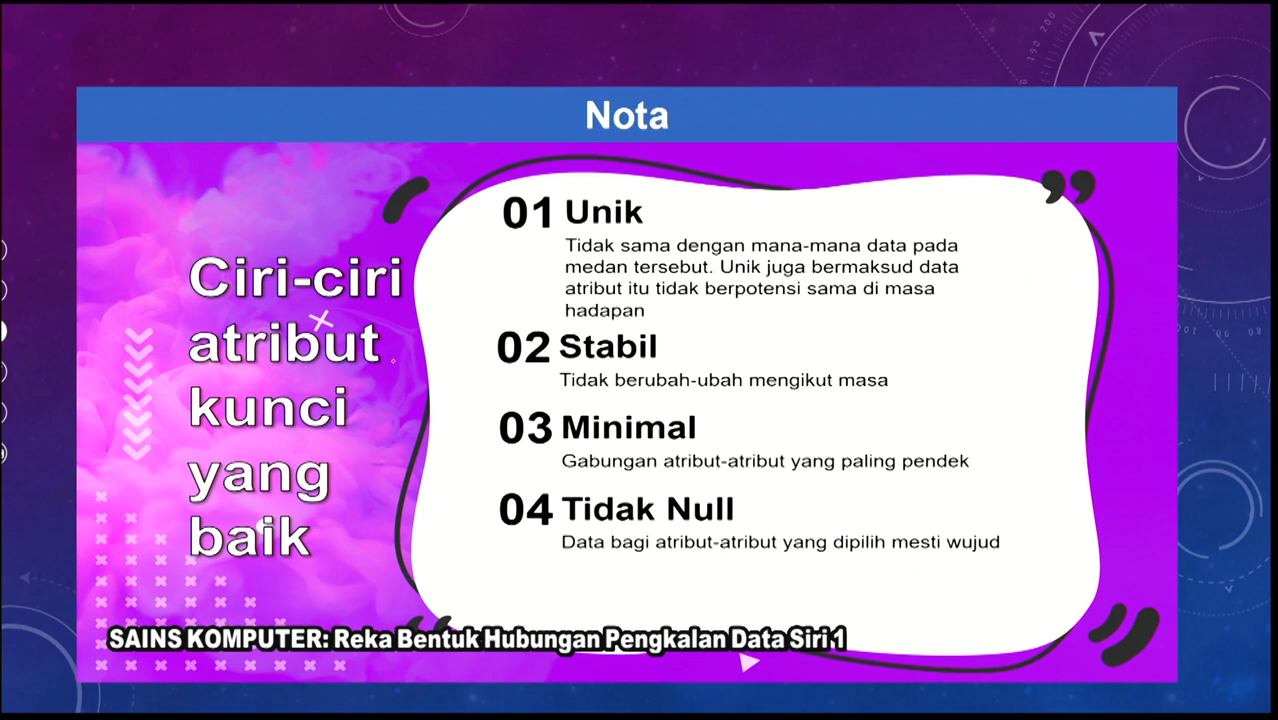 Nota
Ciri-ciri
atribut
kunci
yang
baik
01 Unik
Tidak sama dengan mana-mana data pada
medan tersebut. Unik juga bermaksud data
atribut itu tidak berpotensi sama di masa
hadapan
02 Stabil
Tidak berubah-ubah mengikut masa
03 Minimal
Gabungan atribut-atribut yang paling pendek
04 Tidak Null
Data bagi atribut-atribut yang dipilih mesti wujud
SAINS KOMPUTER: Reka Bentuk Hubungan Pengkalan Data Siri 1